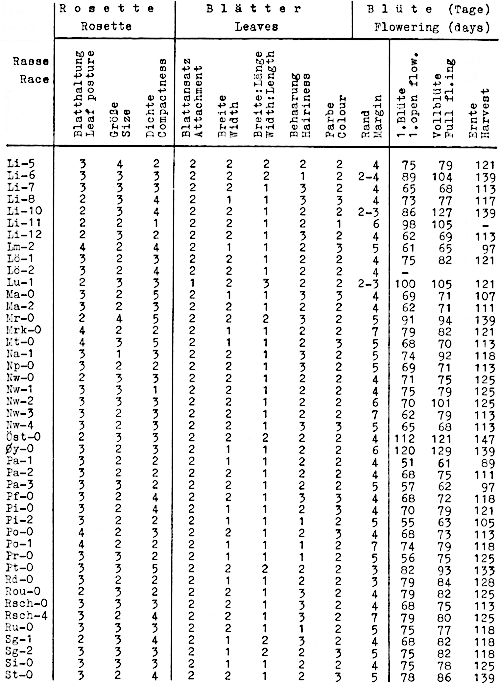 Rosette Blätter Blüte (Tage)
Rosette Leaves Flowering (days)
Rasse
Race
Blatthaltung
Leaf posture
Größe
Size
Dichte
Compactness
Blattansatz
Attachment
Breite
Width
Breite:Länge
Width:Length
Behaarung
Hairiness
Farbe
Colour
Rand
Margin
1.Blüte
1.open flow.
Vollblüte
Full fl.ing
Ernte
Harvest
Li-5 3 4 2 2 2 2 2 2 4 75 79 121
Li-6 3 3 3 2 2 2 1 2 2-4 89 104 139
Li-7 3 3 3 2 2 1 3 2 4 65 68 113
Li-8 2 3 4 2 1 1 3 3 4 73 77 117
Li-10 2 3 4 2 2 1 2 2 2-3 86 127 139
Li-11 2 2 1 2 2 1 2 1 6 98 105 –
Li-12 2 3 2 2 2 1 3 2 4 62 69 113
Lm-2 4 2 4 2 1 1 2 3 5 61 65 97
Lö-1 3 2 3 2 2 1 2 2 4 75 82 121
Lö-2 3 2 4 2 2 1 2 2 4 –
Lu-1 2 3 3 1 2 3 2 2 2-3 100 105 121
Ma-0 3 2 5 2 1 1 3 3 4 69 71 107
Ma-2 3 2 3 2 2 1 2 2 4 62 71 111
Mr-0 2 4 5 2 2 2 3 2 5 91 94 139
Mrk-0 4 2 2 2 1 1 2 2 7 79 82 121
Mt-0 4 3 5 2 1 1 2 3 5 68 70 113
Na-1 3 1 3 2 2 1 3 2 5 74 92 118
Np-0 3 2 2 2 2 1 3 2 5 69 71 113
Nw-0 2 3 3 2 2 1 2 2 4 71 75 125
Nw-1 3 3 1 2 2 1 2 2 4 75 79 125
Nw-2 3 3 3 2 2 1 2 2 6 70 101 125
Nw-3 3 2 3 2 2 1 2 2 7 62 79 113
Nw-4 3 2 3 2 2 1 3 3 5 65 68 113
Öst-0 2 3 3 2 2 2 2 2 4 112 121 147
Øy-0 3 2 3 2 1 1 2 2 6 120 129 139
Pa-1 3 2 2 2 1 1 2 2 4 51 61 89
Pa-2 3 2 2 2 2 1 2 2 4 68 75 111
Pa-3 3 3 2 2 2 1 2 2 5 57 62 97
Pf-0 3 2 4 2 2 1 3 3 4 68 72 118
Pi-0 3 2 4 2 1 1 2 2 4 70 79 121
Pi-2 3 2 2 2 1 1 1 2 5 55 63 105
Po-0 4 2 3 2 2 1 2 3 4 68 73 113
Po-1 4 2 2 2 1 1 1 2 7 74 79 118
Pr-0 3 3 2 2 1 1 1 2 5 56 75 125
Pt-0 3 3 5 2 2 2 2 2 3 82 93 133
Rd-0 3 2 2 2 1 1 2 2 3 79 84 128
Rou-0 2 3 2 2 2 1 2 2 4 79 82 125
Rsch-0 3 3 3 2 2 1 3 2 4 68 75 113
Rsch-4 3 2 4 2 2 1 3 2 7 79 80 125
Ru-0 3 3 3 2 2 1 1 2 5 75 77 118
Sg-1 2 3 4 2 1 2 3 2 4 68 82 118
Sg-2 3 3 3 2 2 2 2 3 5 75 82 118
Si-0 3 3 3 2 1 1 2 2 4 75 78 125
St-0 3 2 4 2 2 1 2 2 5 78 86 139